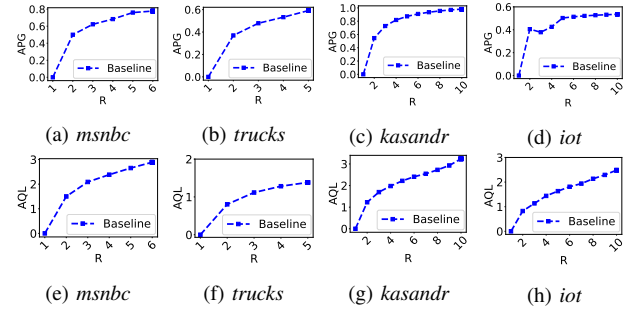 APG
0.8
0.6
0.4
0.2
0.0
Baseline
1 2 3 4 5 6
R
(a) msnbc
APG
0.6
0.4
0.2
0.0
Baseline
1 2 3 4 5
R
(b) trucks
APG
1.0
0.8
0.6
0.4
0.2
0.0
Baseline
2 4 6 8 10
R
(c) kasandr
APG
0.6
0.4
0.2
0.0
Baseline
2 4 6 8 10
R
(d) iot
AQL
3
2
1
0
Baseline
1 2 3 4 5 6
R
(e) msnbc
AQL
2
1
0
Baseline
1 2 3 4 5
R
(f) trucks
AQL
3
2
1
0
Baseline
2 4 6 8 10
R
(g) kasandr
AQL
3
2
1
0
Baseline
2 4 6 8 10
R
(h) iot